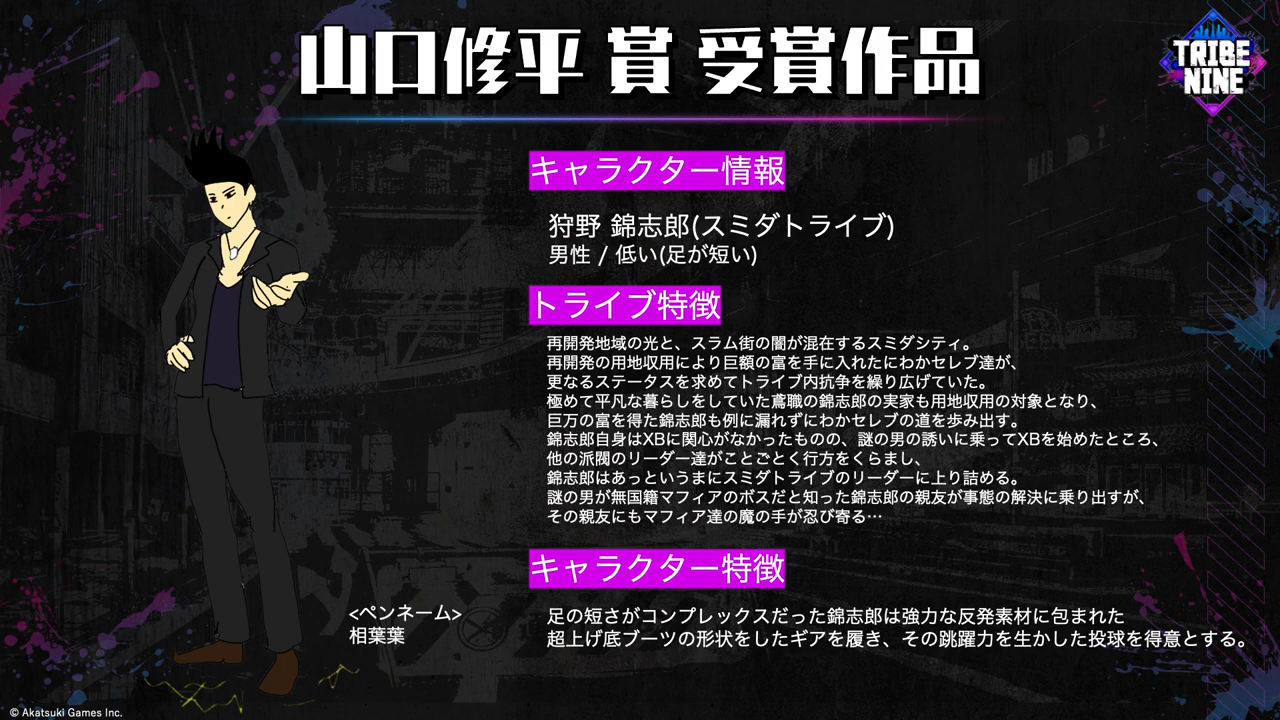 山口修平 賞 受賞作品
TRIBE
NINE
キャラクター情報
狩野 錦志郎(スミダトライブ)
男性 / 低い(足が短い)
トライブ特徴
再開発地域の光と、スラム街の闇が混在するスミダシティ。
再開発の用地収用により巨額の富を手に入れたにわかセレブ達が、
更なるステータスを求めてトライブ内抗争を繰り広げていた。
極めて平凡な暮らしをしていた鳶職の錦志郎の実家も用地収用の対象となり、
巨万の富を得た錦志郎も例に漏れずにわかセレブの道を歩み出す。
錦志郎自身はXBに関心がなかったものの、謎の男の誘いに乗ってXBを始めたところ、
他の派閥のリーダー達がことごとく行方をくらまし、
錦志郎はあっというまにスミダトライブのリーダーに上り詰める。
謎の男が無国籍マフィアのボスだと知った錦志郎の親友が事態の解決に乗り出すが、
その親友にもマフィア達の魔の手が忍び寄る…
キャラクター特徴
足の短さがコンプレックスだった錦志郎は強力な反発素材に包まれた
超上げ底ブーツの形状をしたギアを履き、その跳躍力を生かした投球を得意とする。
<ペンネーム>
相葉葉
© Akatsuki Games Inc.